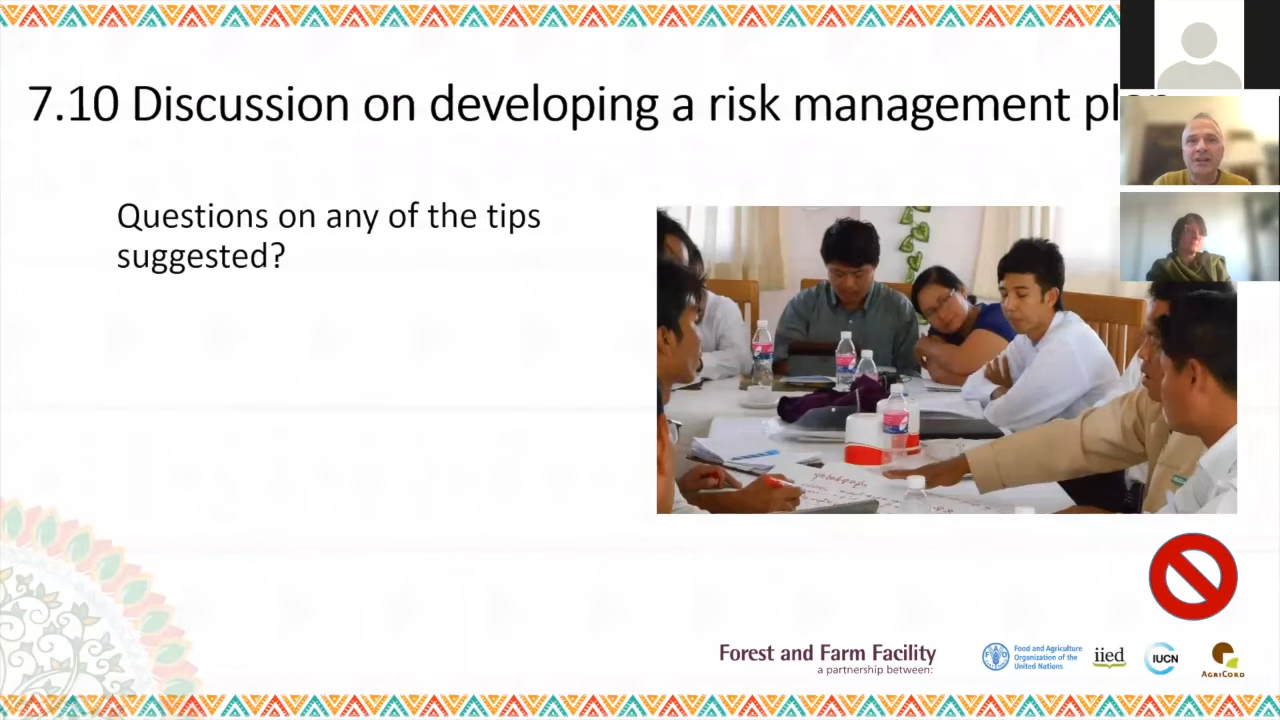 7.10 Discussion on developing a risk management
Questions on any of the tips
suggested?
Forest and Farm Facility
a partnership between:
Food and Agriculture
Organization of the
United Nations
iied
IUCN
AGRICORD